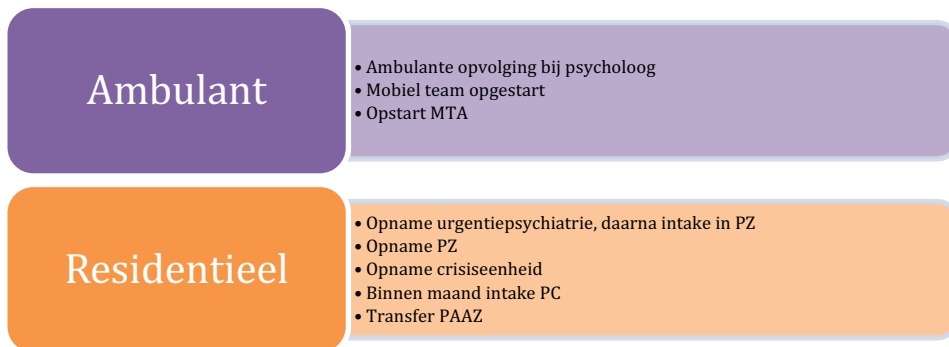 Ambulant
• Ambulante opvolging bij psycholoog
• Mobiel team opgestart
• Opstart MTA
Residentieel
• Opname urgentiepsychiatrie, daarna intake in PZ
• Opname PZ
• Opname crisiseenheid
• Binnen maand intake PC
• Transfer PAAZ